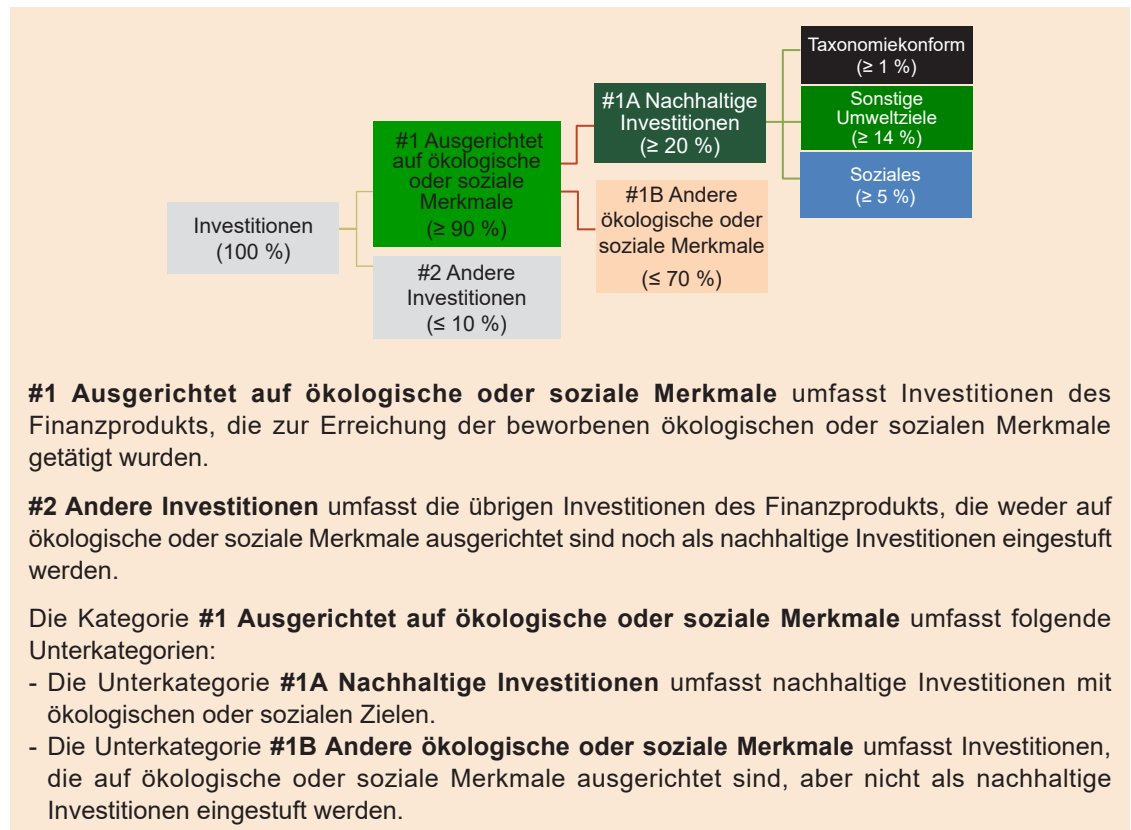 Investitionen
(100 %)
#1 Ausgerichtet
auf ökologische
oder soziale
Merkmale
(≥ 90 %)
#2 Andere
Investitionen
(≤ 10 %)
#1A Nachhaltige
Investitionen
(≥ 20 %)
#1B Andere
ökologische oder
soziale Merkmale
(≤ 70 %)
Taxonomiekonform
(≥ 1 %)
Sonstige
Umweltziele
(≥ 14 %)
Soziales
(≥ 5 %)
#1 Ausgerichtet auf ökologische oder soziale Merkmale umfasst Investitionen des
Finanzprodukts, die zur Erreichung der beworbenen ökologischen oder sozialen Merkmale
getätigt wurden.
#2 Andere Investitionen umfasst die übrigen Investitionen des Finanzprodukts, die weder auf
ökologische oder soziale Merkmale ausgerichtet sind noch als nachhaltige Investitionen eingestuft
werden.
Die Kategorie #1 Ausgerichtet auf ökologische oder soziale Merkmale umfasst folgende
Unterkategorien:
- Die Unterkategorie #1A Nachhaltige Investitionen umfasst nachhaltige Investitionen mit
ökologischen oder sozialen Zielen.
- Die Unterkategorie #1B Andere ökologische oder soziale Merkmale umfasst Investitionen,
die auf ökologische oder soziale Merkmale ausgerichtet sind, aber nicht als nachhaltige
Investitionen eingestuft werden.